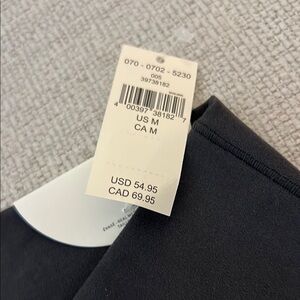 070 - 0702 - 5230
005
39738182
4 00397 38182 7
US M
CA M
USD 54.95
CAD 69.95